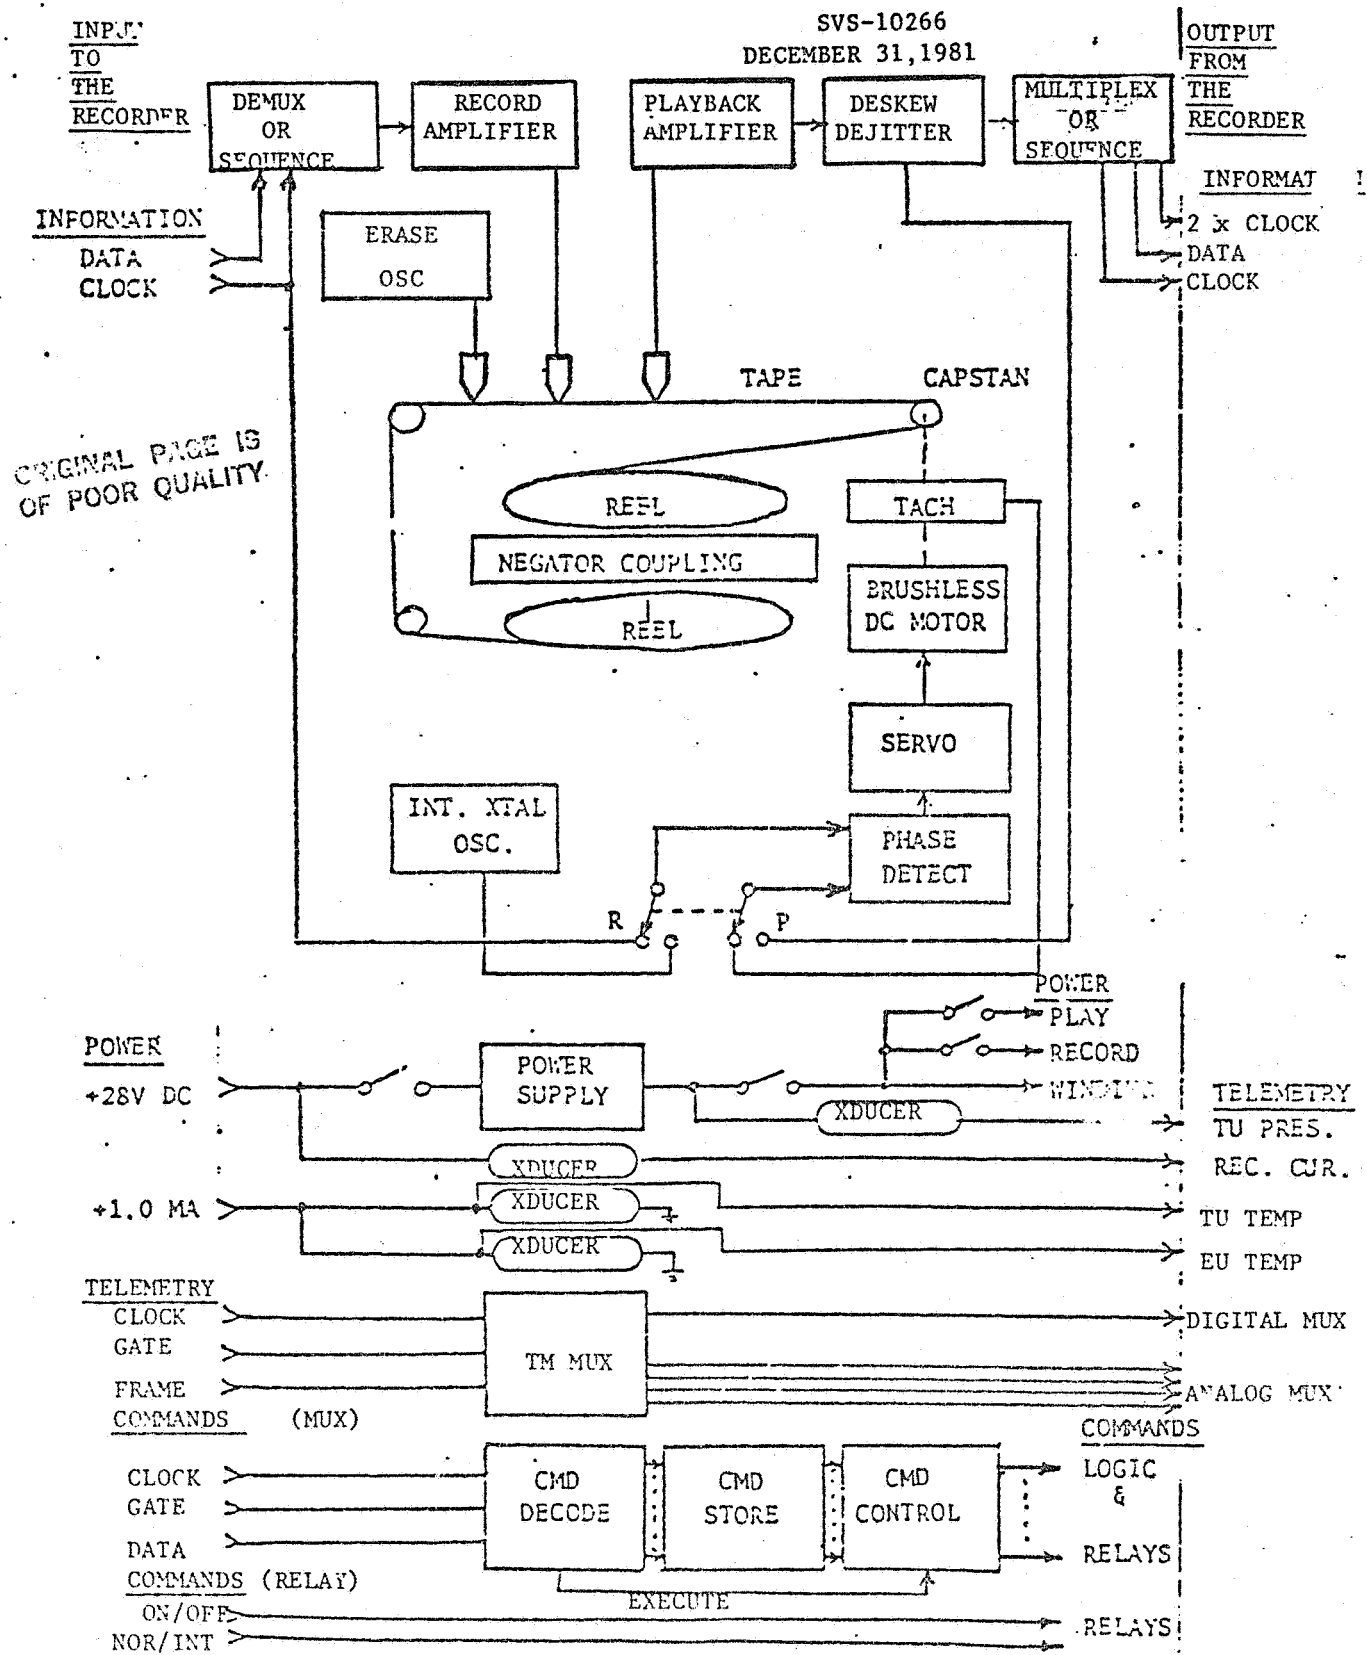 SVS-10266
DECEMBER 31,1981
TO
THE
RECORDER
OUTPUT
FROM
THE
RECORDER
DEMUX
OR
SEQUENCE
RECORD
AMPLIFIER
PLAYBACK
AMPLIFIER
DESKEW
DEJITTER
MULTIPLEX
OR
SEQUENCE
INFORMATION
DATA
CLOCK
ERASE
OSC
2 x CLOCK
DATA
CLOCK
TAPE
CAPSTAN
ORIGINAL PAGE IS
OF POOR QUALITY
REEL
NEGATOR COUPLING
REEL
TACH
BRUSHLESS
DC MOTOR
SERVO
INT. XTAL
OSC.
PHASE
DETECT
R
P
POWER
PLAY
RECORD
POWER
+28V DC
POWER
SUPPLY
XDUCER
TELEMETRY
TU PRES.
XDUCER
REC. CUR.
+1.0 MA
XDUCER
TU TEMP
XDUCER
EU TEMP
TELEMETRY
CLOCK
GATE
FRAME
TM MUX
DIGITAL MUX
ANALOG MUX
COMMANDS (MUX)
CLOCK
GATE
DATA
CMD
DECODE
CMD
STORE
CMD
CONTROL
COMMANDS
LOGIC
&
RELAYS
COMMANDS (RELAY)
EXECUTE
ON/OFF
NOR/INT
RELAYS